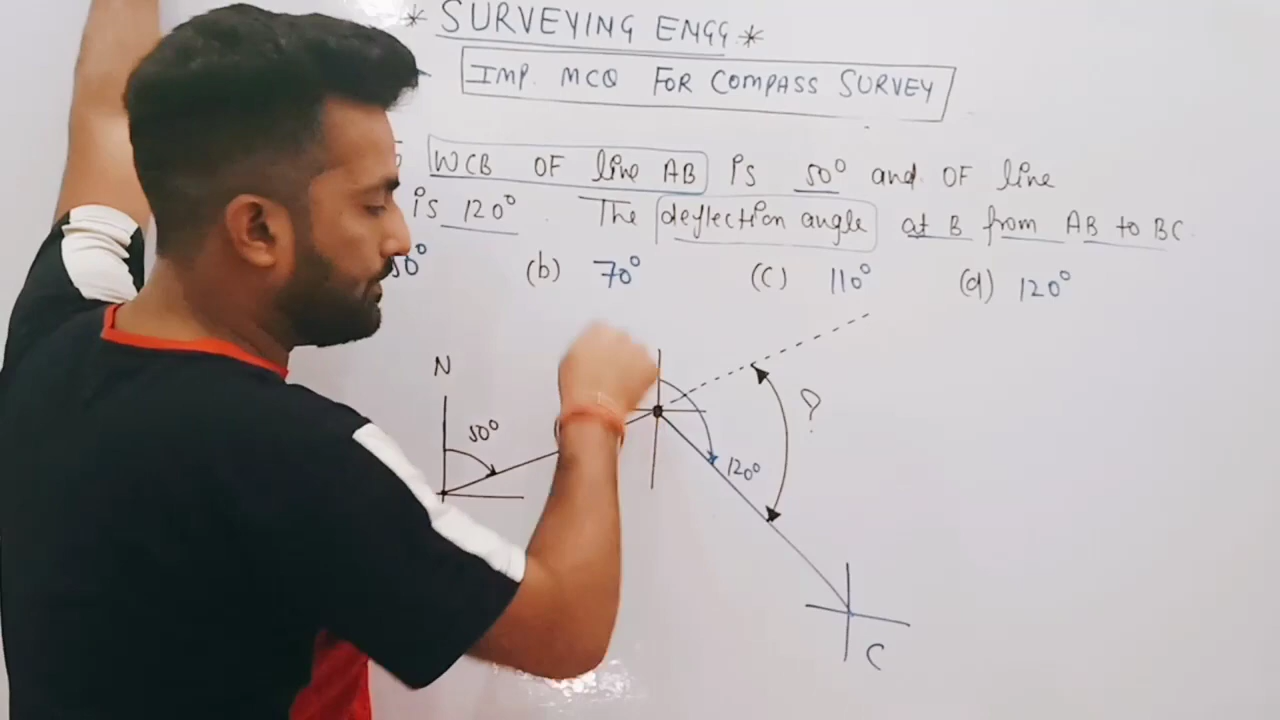 * SURVEYING ENGG *
IMP. MCQ FOR COMPASS SURVEY
WCB OF line AB is 50° and OF line
is 120° The deflection angle at B from AB to BC
(b) 70° (c) 110° (d) 120°
N
50°
?
120°
C